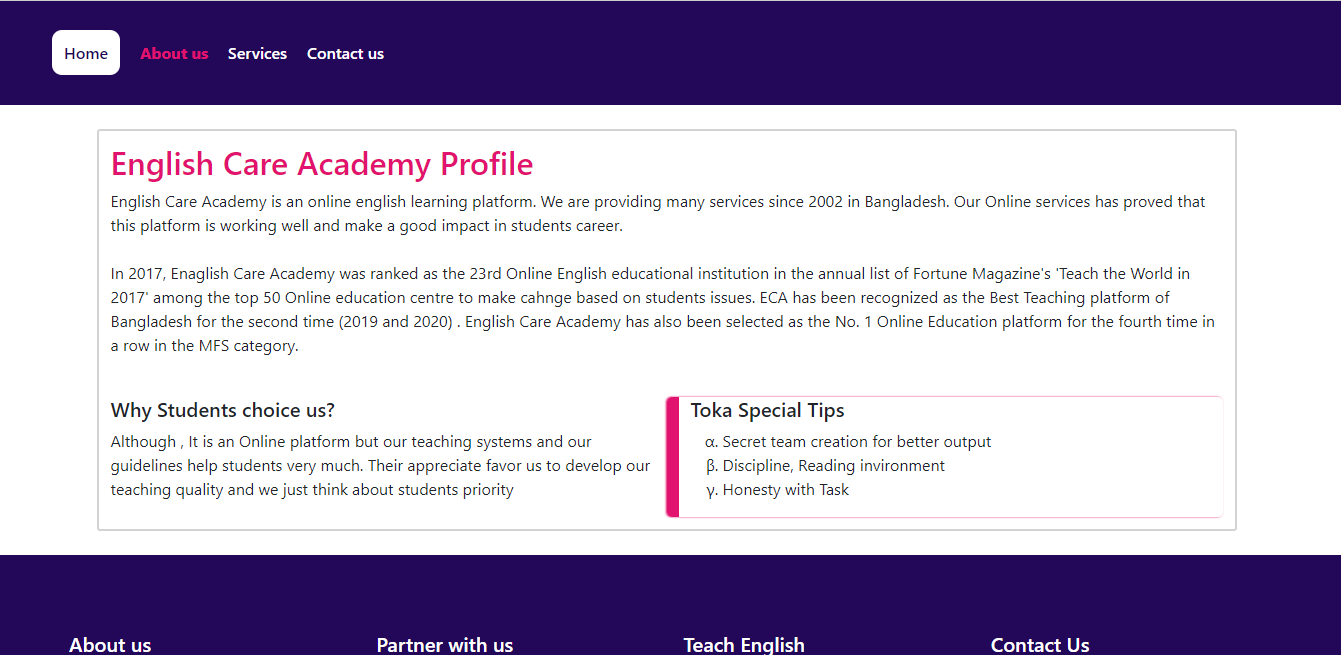 Home About us Services Contact us
English Care Academy Profile
English Care Academy is an online english learning platform. We are providing many services since 2002 in Bangladesh. Our Online services has proved that
this platform is working well and make a good impact in students career.
In 2017, Enaglish Care Academy was ranked as the 23rd Online English educational institution in the annual list of Fortune Magazine's 'Teach the World in
2017' among the top 50 Online education centre to make cahnge based on students issues. ECA has been recognized as the Best Teaching platform of
Bangladesh for the second time (2019 and 2020) . English Care Academy has also been selected as the No. 1 Online Education platform for the fourth time in
a row in the MFS category.
Why Students choice us?
Although , It is an Online platform but our teaching systems and our
guidelines help students very much. Their appreciate favor us to develop our
teaching quality and we just think about students priority
Toka Special Tips
α. Secret team creation for better output
β. Discipline, Reading invironment
γ. Honesty with Task
About us Partner with us Teach English Contact Us